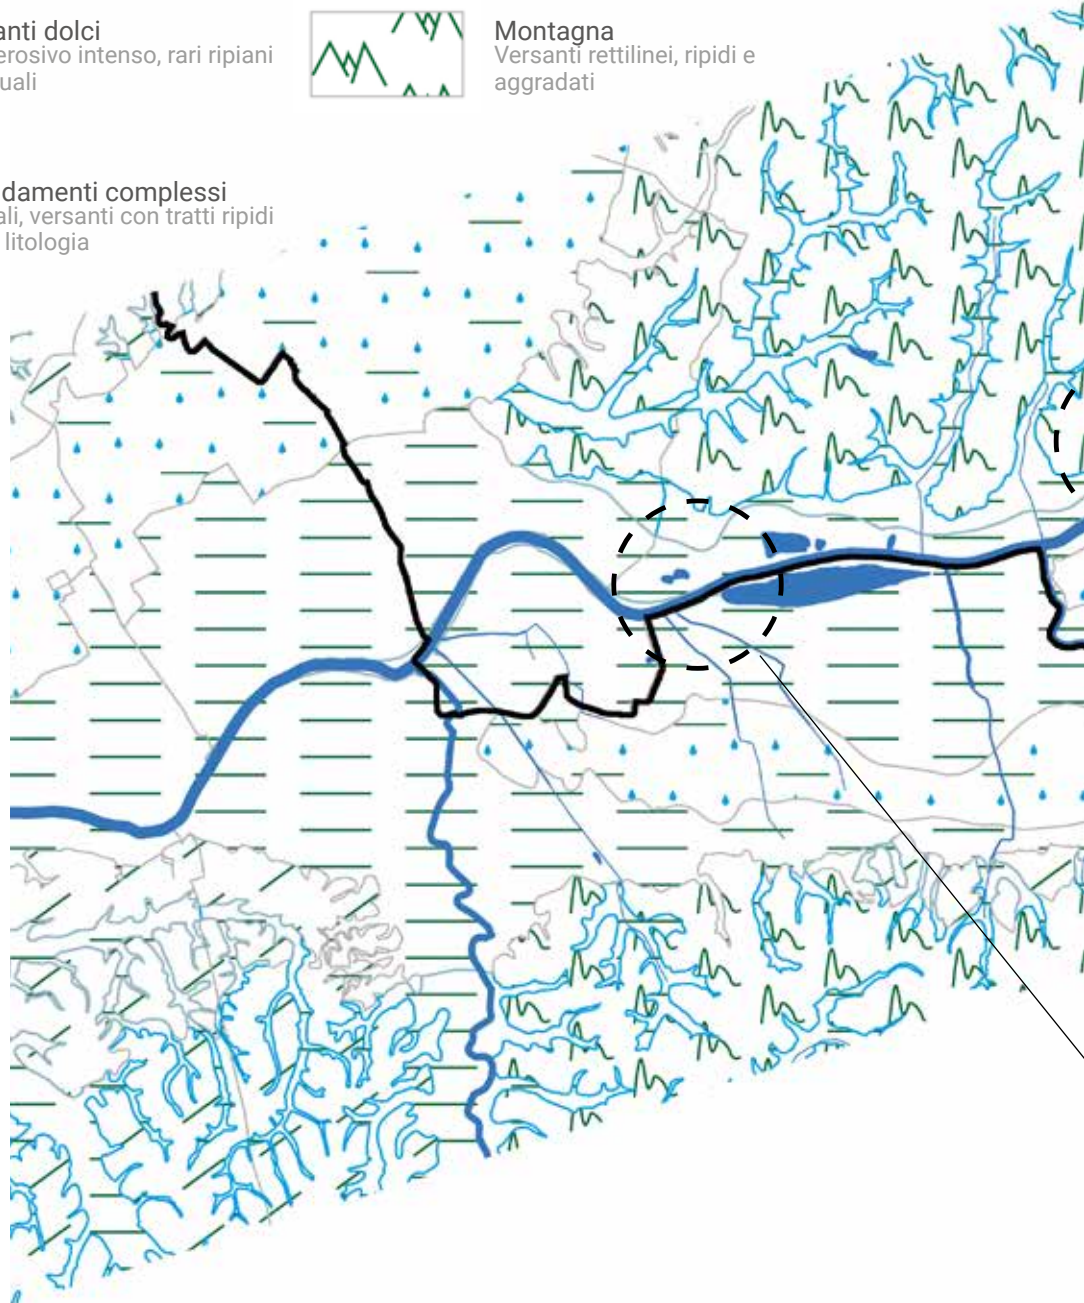 anti dolci
erosivo intenso, rari ripiani
uali
Montagna
Versanti rettilinei, ripidi e
aggradati
damenti complessi
ali, versanti con tratti ripidi
litologia